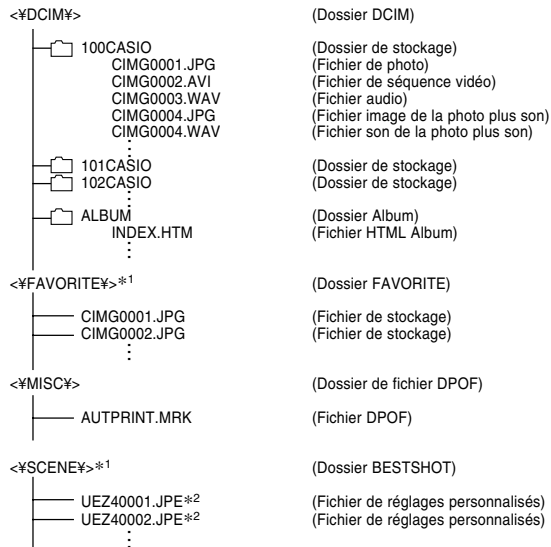 <¥DCIM¥> (Dossier DCIM)
100CASIO (Dossier de stockage)
CIMG0001.JPG (Fichier de photo)
CIMG0002.AVI (Fichier de séquence vidéo)
CIMG0003.WAV (Fichier audio)
CIMG0004.JPG (Fichier image de la photo plus son)
CIMG0004.WAV (Fichier son de la photo plus son)
101CASIO (Dossier de stockage)
102CASIO (Dossier de stockage)
ALBUM (Dossier Album)
INDEX.HTM (Fichier HTML Album)
<¥FAVORITE¥>*1 (Dossier FAVORITE)
CIMG0001.JPG (Fichier de stockage)
CIMG0002.JPG (Fichier de stockage)
<¥MISC¥> (Dossier de fichier DPOF)
AUTPRINT.MRK (Fichier DPOF)
<¥SCENE¥>*1 (Dossier BESTSHOT)
UEZ40001.JPE*2 (Fichier de réglages personnalisés)
UEZ40002.JPE*2 (Fichier de réglages personnalisés)